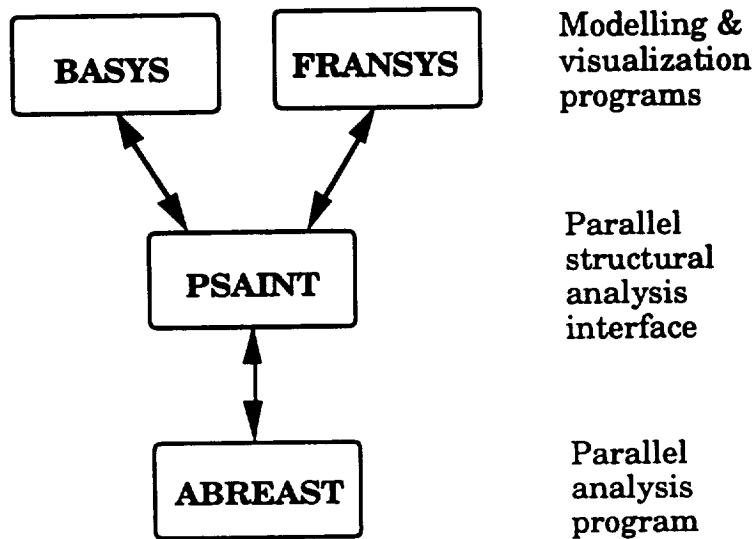 BASYS
FRANSYS
Modelling &
visualization
programs
PSAINT
Parallel
structural
analysis
interface
ABREAST
Parallel
analysis
program